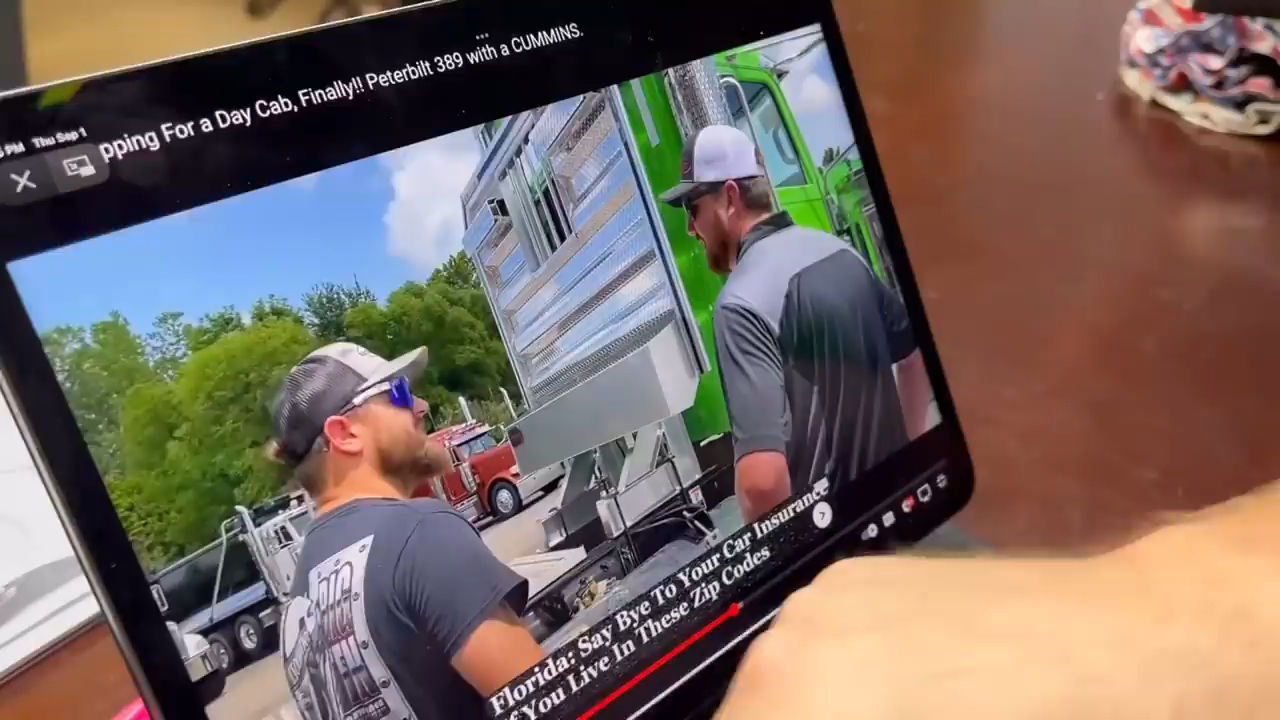 pping For a Day Cab, Finally!! Peterbilt 389 with a CUMMINS.
PM Thu Sep 1
Florida: Say Bye To Your Car Insurance
f You Live In These Zip Codes